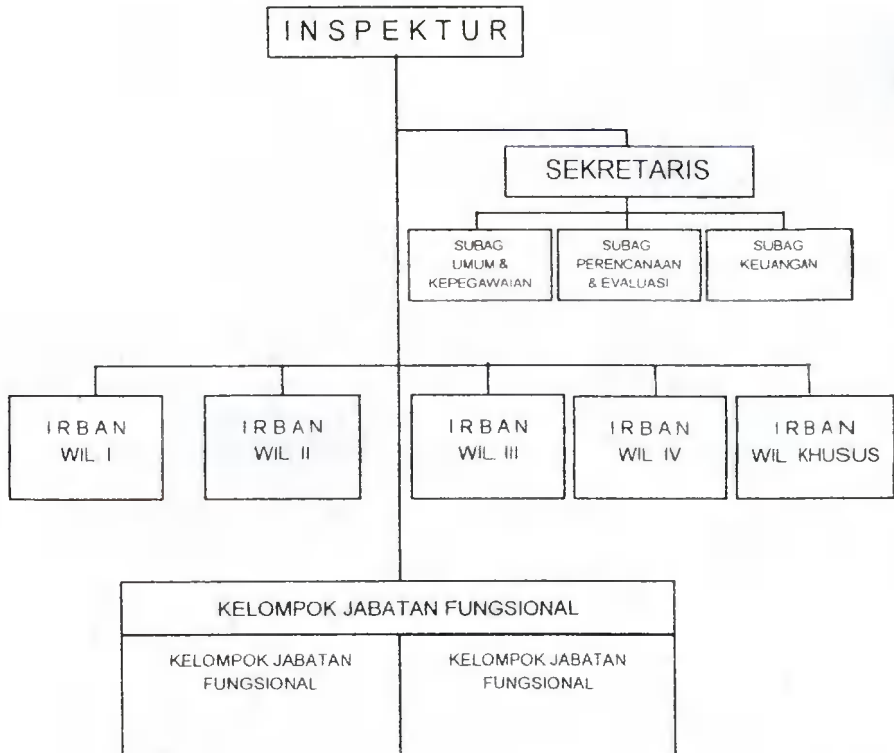 INSPEKTUR
SEKRETARIS
SUBAG
UMUM &
KEPEGAWAIAN
SUBAG
PERENCANAAN
& EVALUASI
SUBAG
KEUANGAN
IRBAN
WIL I
IRBAN
WIL II
IRBAN
WIL III
IRBAN
WIL IV
IRBAN
WIL KHUSUS
KELOMPOK JABATAN FUNGSIONAL
KELOMPOK JABATAN
FUNGSIONAL
KELOMPOK JABATAN
FUNGSIONAL